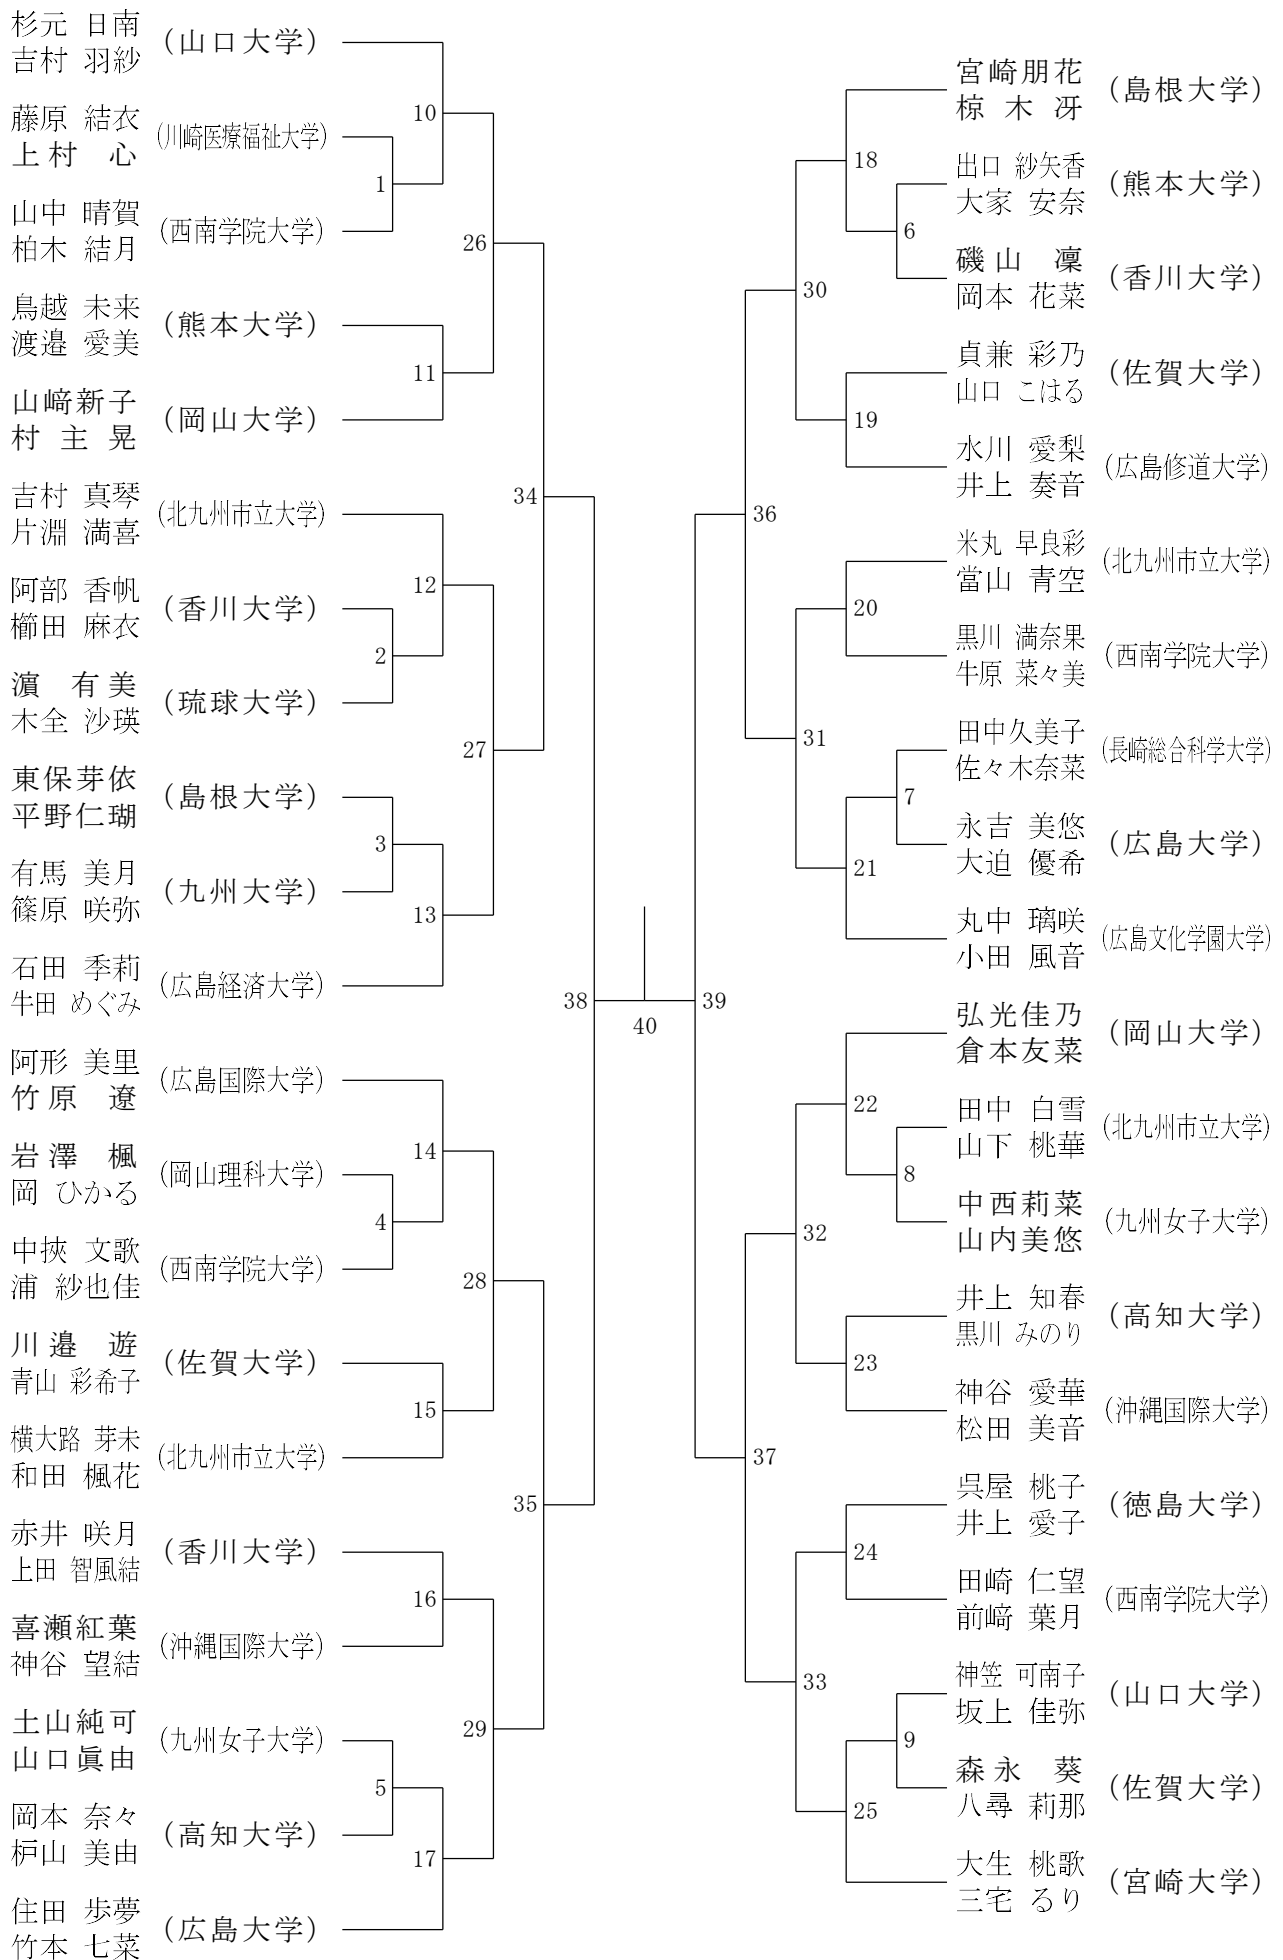 杉元 日南
吉村 羽紗
(山口大学)
藤原 結衣
上村 心
(川崎医療福祉大学)
山中 晴賀
柏木 結月
(西南学院大学)
鳥越 未来
渡邉 愛美
(熊本大学)
山﨑新子
村主 晃
(岡山大学)
吉村 真琴
片淵 満喜
(北九州市立大学)
阿部 香帆
櫛田 麻衣
(香川大学)
濵 有美
木全 沙瑛
(琉球大学)
東保芽依
平野仁瑚
(島根大学)
有馬 美月
篠原 咲弥
(九州大学)
石田 季莉
牛田 めぐみ
(広島経済大学)
阿形 美里
竹原 遼
(広島国際大学)
岩澤 楓
岡 ひかる
(岡山理科大学)
中挾 文歌
浦 紗也佳
(西南学院大学)
川邉 遊
青山 彩希子
(佐賀大学)
横大路 芽未
和田 楓花
(北九州市立大学)
赤井 咲月
上田 智風結
(香川大学)
喜瀬紅葉
神谷 望結
(沖縄国際大学)
土山純可
山口眞由
(九州女子大学)
岡本 奈々
枦山 美由
(高知大学)
住田 歩夢
竹本 七菜
(広島大学)
1
2
3
4
5
10
11
12
13
14
15
16
17
26
27
28
29
34
35
38
40
39
36
37
30
31
32
33
18
19
20
21
22
23
24
25
6
7
8
9
宮崎朋花
椋木 冴
(島根大学)
出口 紗矢香
大家 安奈
(熊本大学)
磯山 凜
岡本 花菜
(香川大学)
貞兼 彩乃
山口 こはる
(佐賀大学)
水川 愛梨
井上 奏音
(広島修道大学)
米丸 早良彩
當山 青空
(北九州市立大学)
黒川 満奈果
牛原 菜々美
(西南学院大学)
田中久美子
佐々木奈菜
(長崎総合科学大学)
永吉 美悠
大迫 優希
(広島大学)
丸中 璃咲
小田 風音
(広島文化学園大学)
弘光佳乃
倉本友菜
(岡山大学)
田中 白雪
山下 桃華
(北九州市立大学)
中西莉菜
山内美悠
(九州女子大学)
井上 知春
黒川 みのり
(高知大学)
神谷 愛華
松田 美音
(沖縄国際大学)
呉屋 桃子
井上 愛子
(徳島大学)
田崎 仁望
前﨑 葉月
(西南学院大学)
神笠 可南子
坂上 佳弥
(山口大学)
森永 葵
八尋 莉那
(佐賀大学)
大生 桃歌
三宅 るり
(宮崎大学)